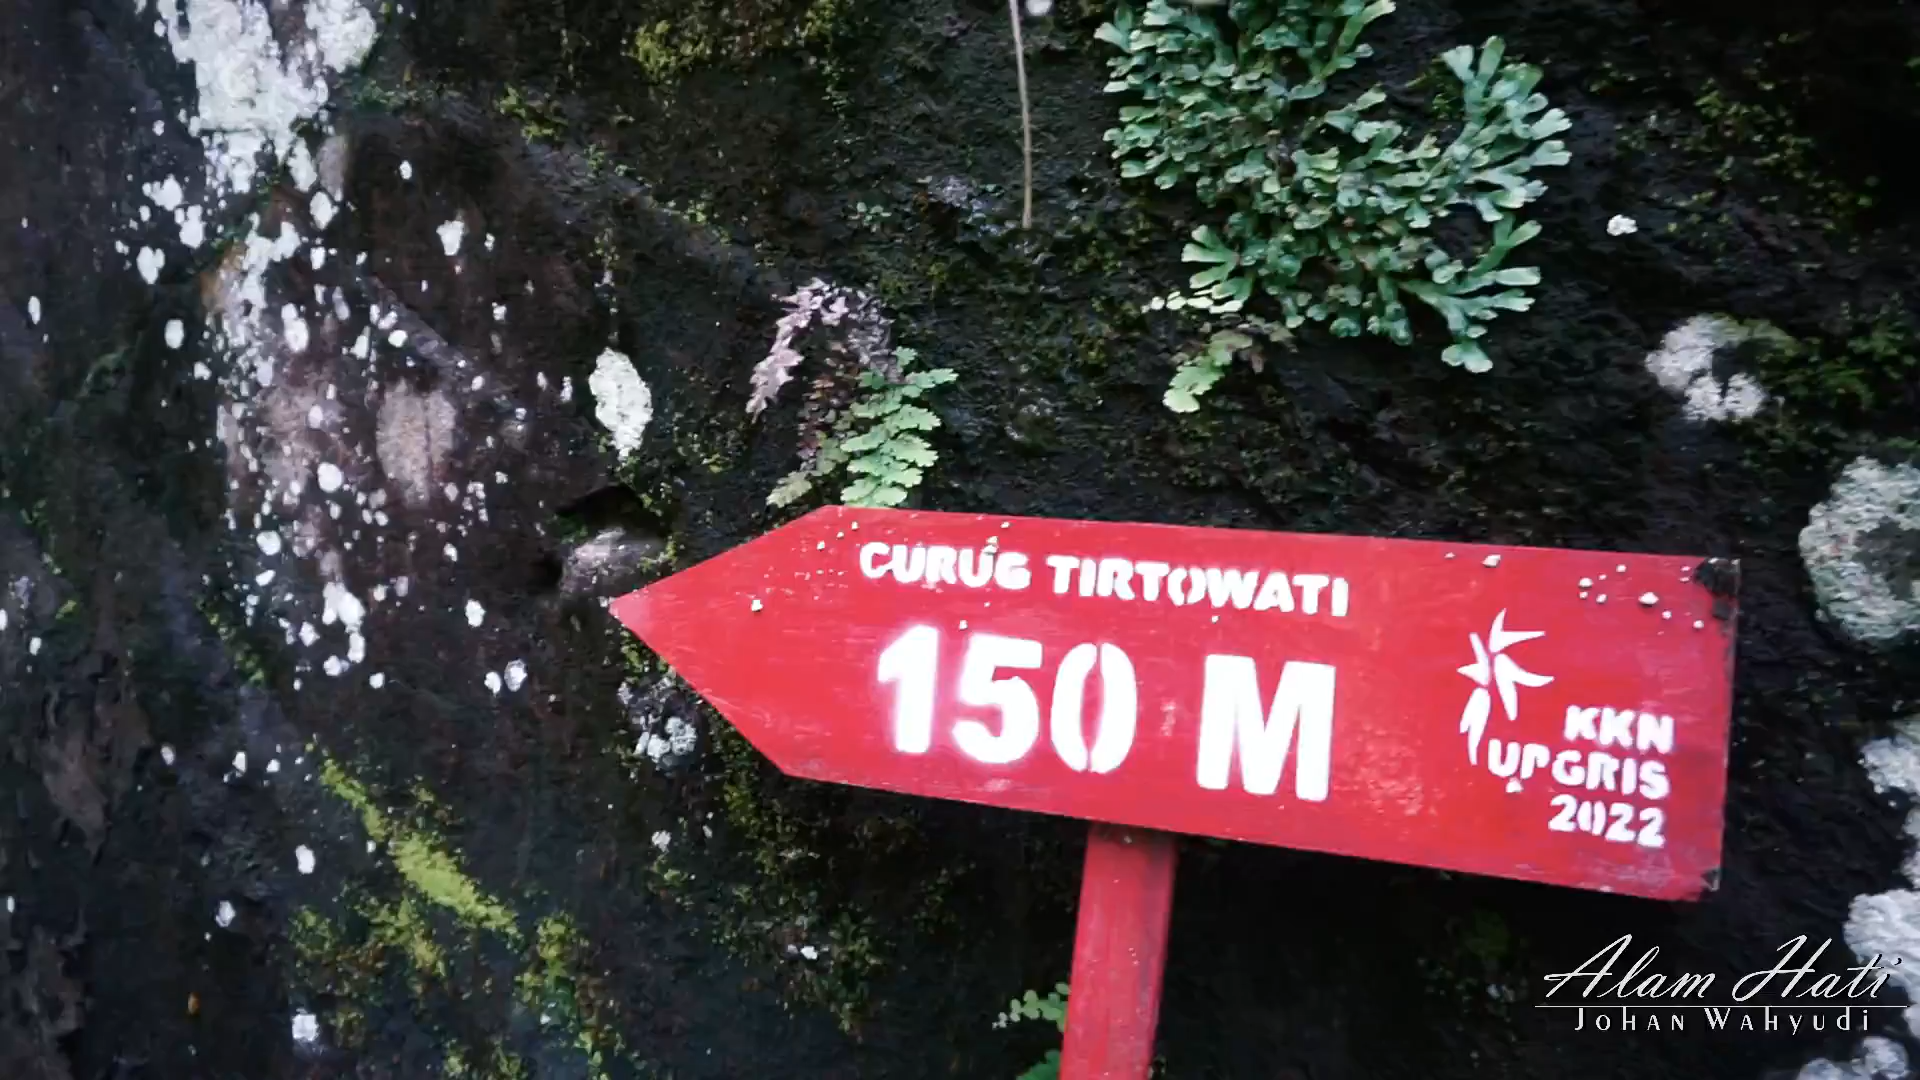 CURUG TIRTOWATI
150 M
KKN
UPGRIS
2022
Alam Hati
Johan Wahyudi